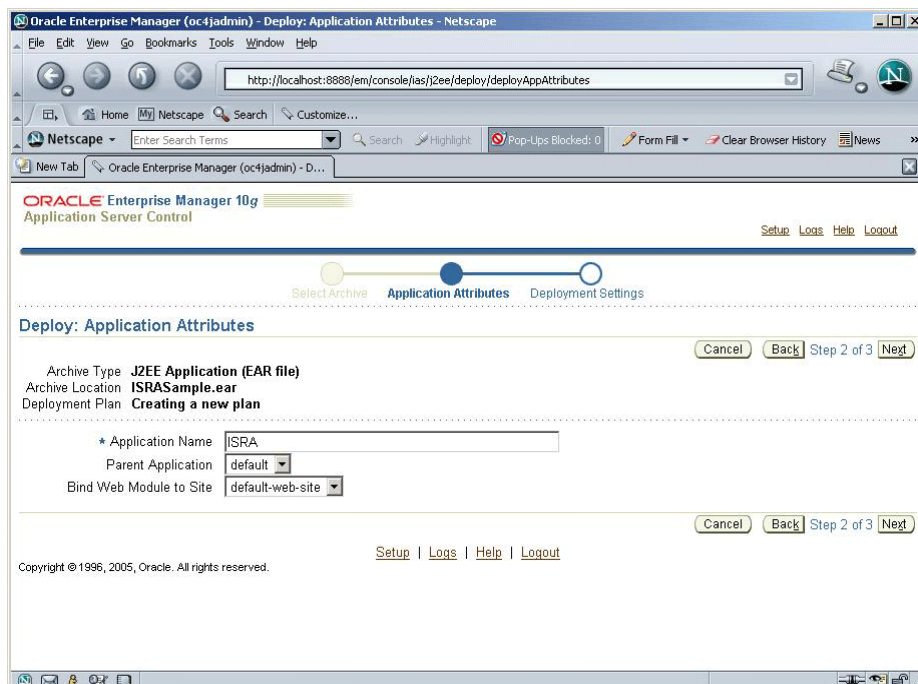 Oracle Enterprise Manager (oc4jadmin) - Deploy: Application Attributes - Netscape
File Edit View Go Bookmarks Tools Window Help
http://localhost:8888/em/console/ias/j2ee/deploy/deployAppAttributes
Home My Netscape Search Customize...
Netscape Enter Search Terms Search Highlight Pop-Ups Blocked: 0 Form Fill Clear Browser History News
New Tab Oracle Enterprise Manager (oc4jadmin) - D...
ORACLE Enterprise Manager 10g
Application Server Control
Setup Logs Help Logout
Select Archive Application Attributes Deployment Settings
Deploy: Application Attributes
Cancel Back Step 2 of 3 Next
Archive Type J2EE Application (EAR file)
Archive Location ISRASample.ear
Deployment Plan Creating a new plan
* Application Name ISRA
Parent Application default
Bind Web Module to Site default-web-site
Cancel Back Step 2 of 3 Next
Setup | Logs | Help | Logout
Copyright © 1996, 2005, Oracle. All rights reserved.